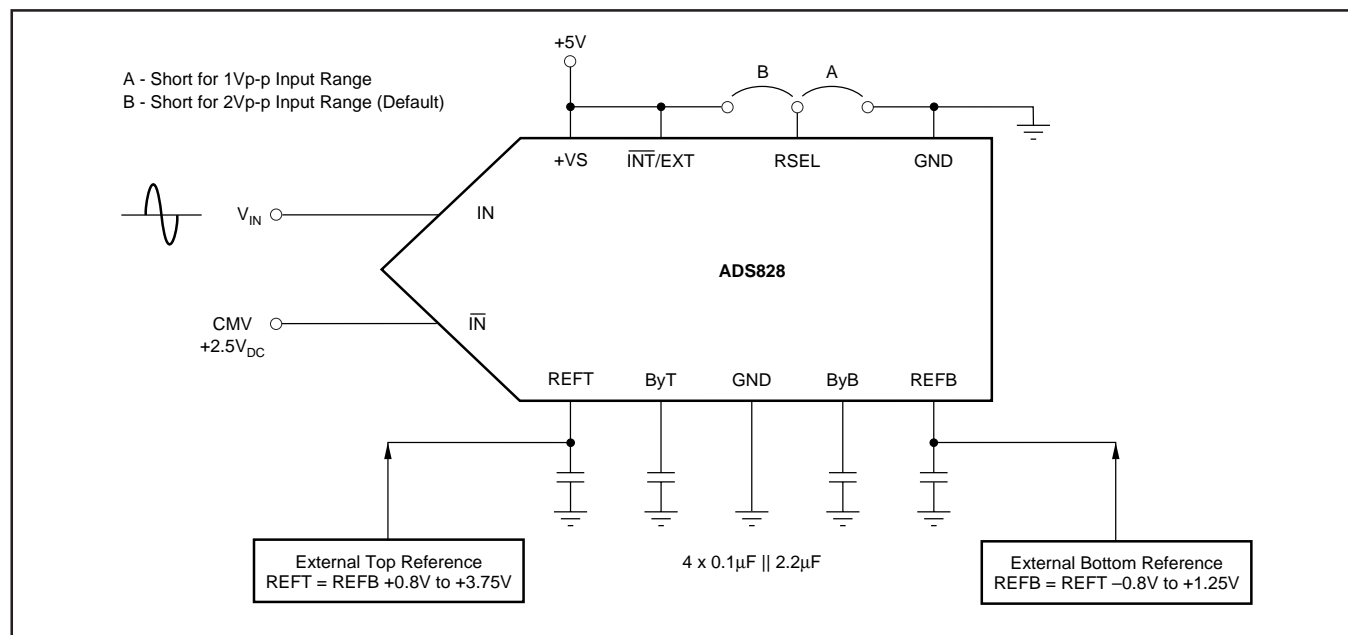 +5V
A - Short for 1Vp-p Input Range
B - Short for 2Vp-p Input Range (Default)
B
A
+VS
INT/EXT
RSEL
GND
VIN
IN
ADS828
CMV
+2.5VDC
IN
REFT
ByT
GND
ByB
REFB
External Top Reference
REFT = REFB +0.8V to +3.75V
4 x 0.1µF || 2.2µF
External Bottom Reference
REFB = REFT –0.8V to +1.25V